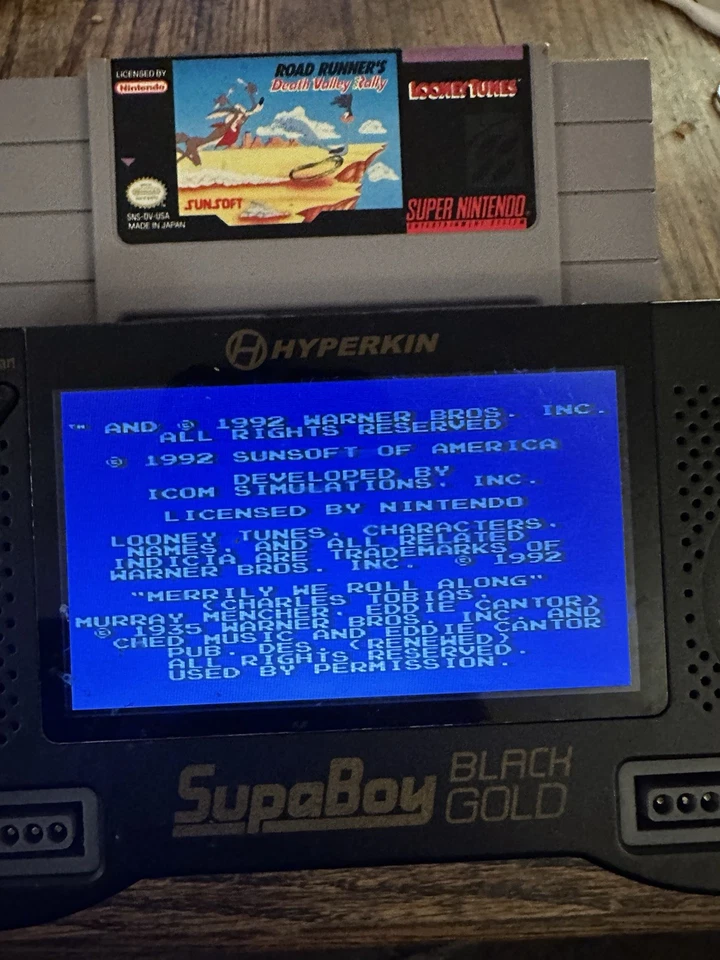 LICENSED BY
Nintendo
ROAD RUNNER'S
Death Valley Rally
LOONEY TUNES
SUNSOFT
SNS-DV-USA
MADE IN JAPAN
SUPER NINTENDO
ENTERTAINMENT SYSTEM
HYPERKIN
™ AND © 1992 WARNER BROS. INC.
ALL RIGHTS RESERVED
© 1992 SUNSOFT OF AMERICA
DEVELOPED BY
ICOM SIMULATIONS. INC.
LICENSED BY NINTENDO
LOONEY TUNES, CHARACTERS,
NAMES, AND ALL RELATED
INDICIA ARE TRADEMARKS OF
WARNER BROS. INC. © 1992
"MERRILY WE ROLL ALONG"
(CHARLES TOBIAS,
MURRAY MENCHER, EDDIE CANTOR)
© 1935 WARNER BROS. INC. AND
CHED MUSIC AND EDDIE CANTOR
PUB. DES. (RENEWED)
ALL RIGHTS RESERVED.
USED BY PERMISSION.
SupaBoy
BLACK
GOLD